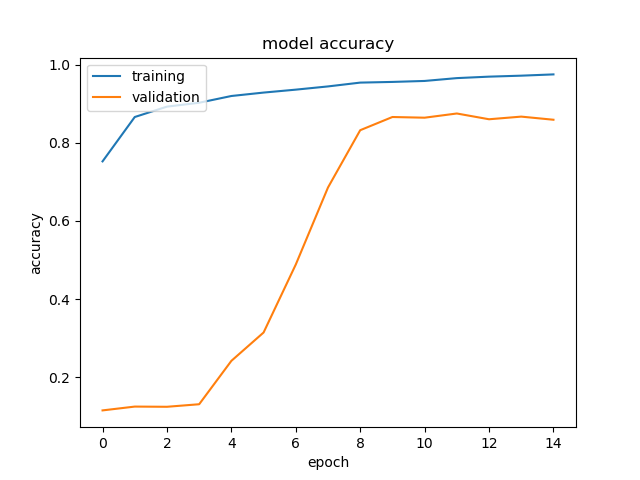 model accuracy
training
validation
1.0
0.8
0.6
0.4
0.2
accuracy
0 2 4 6 8 10 12 14
epoch